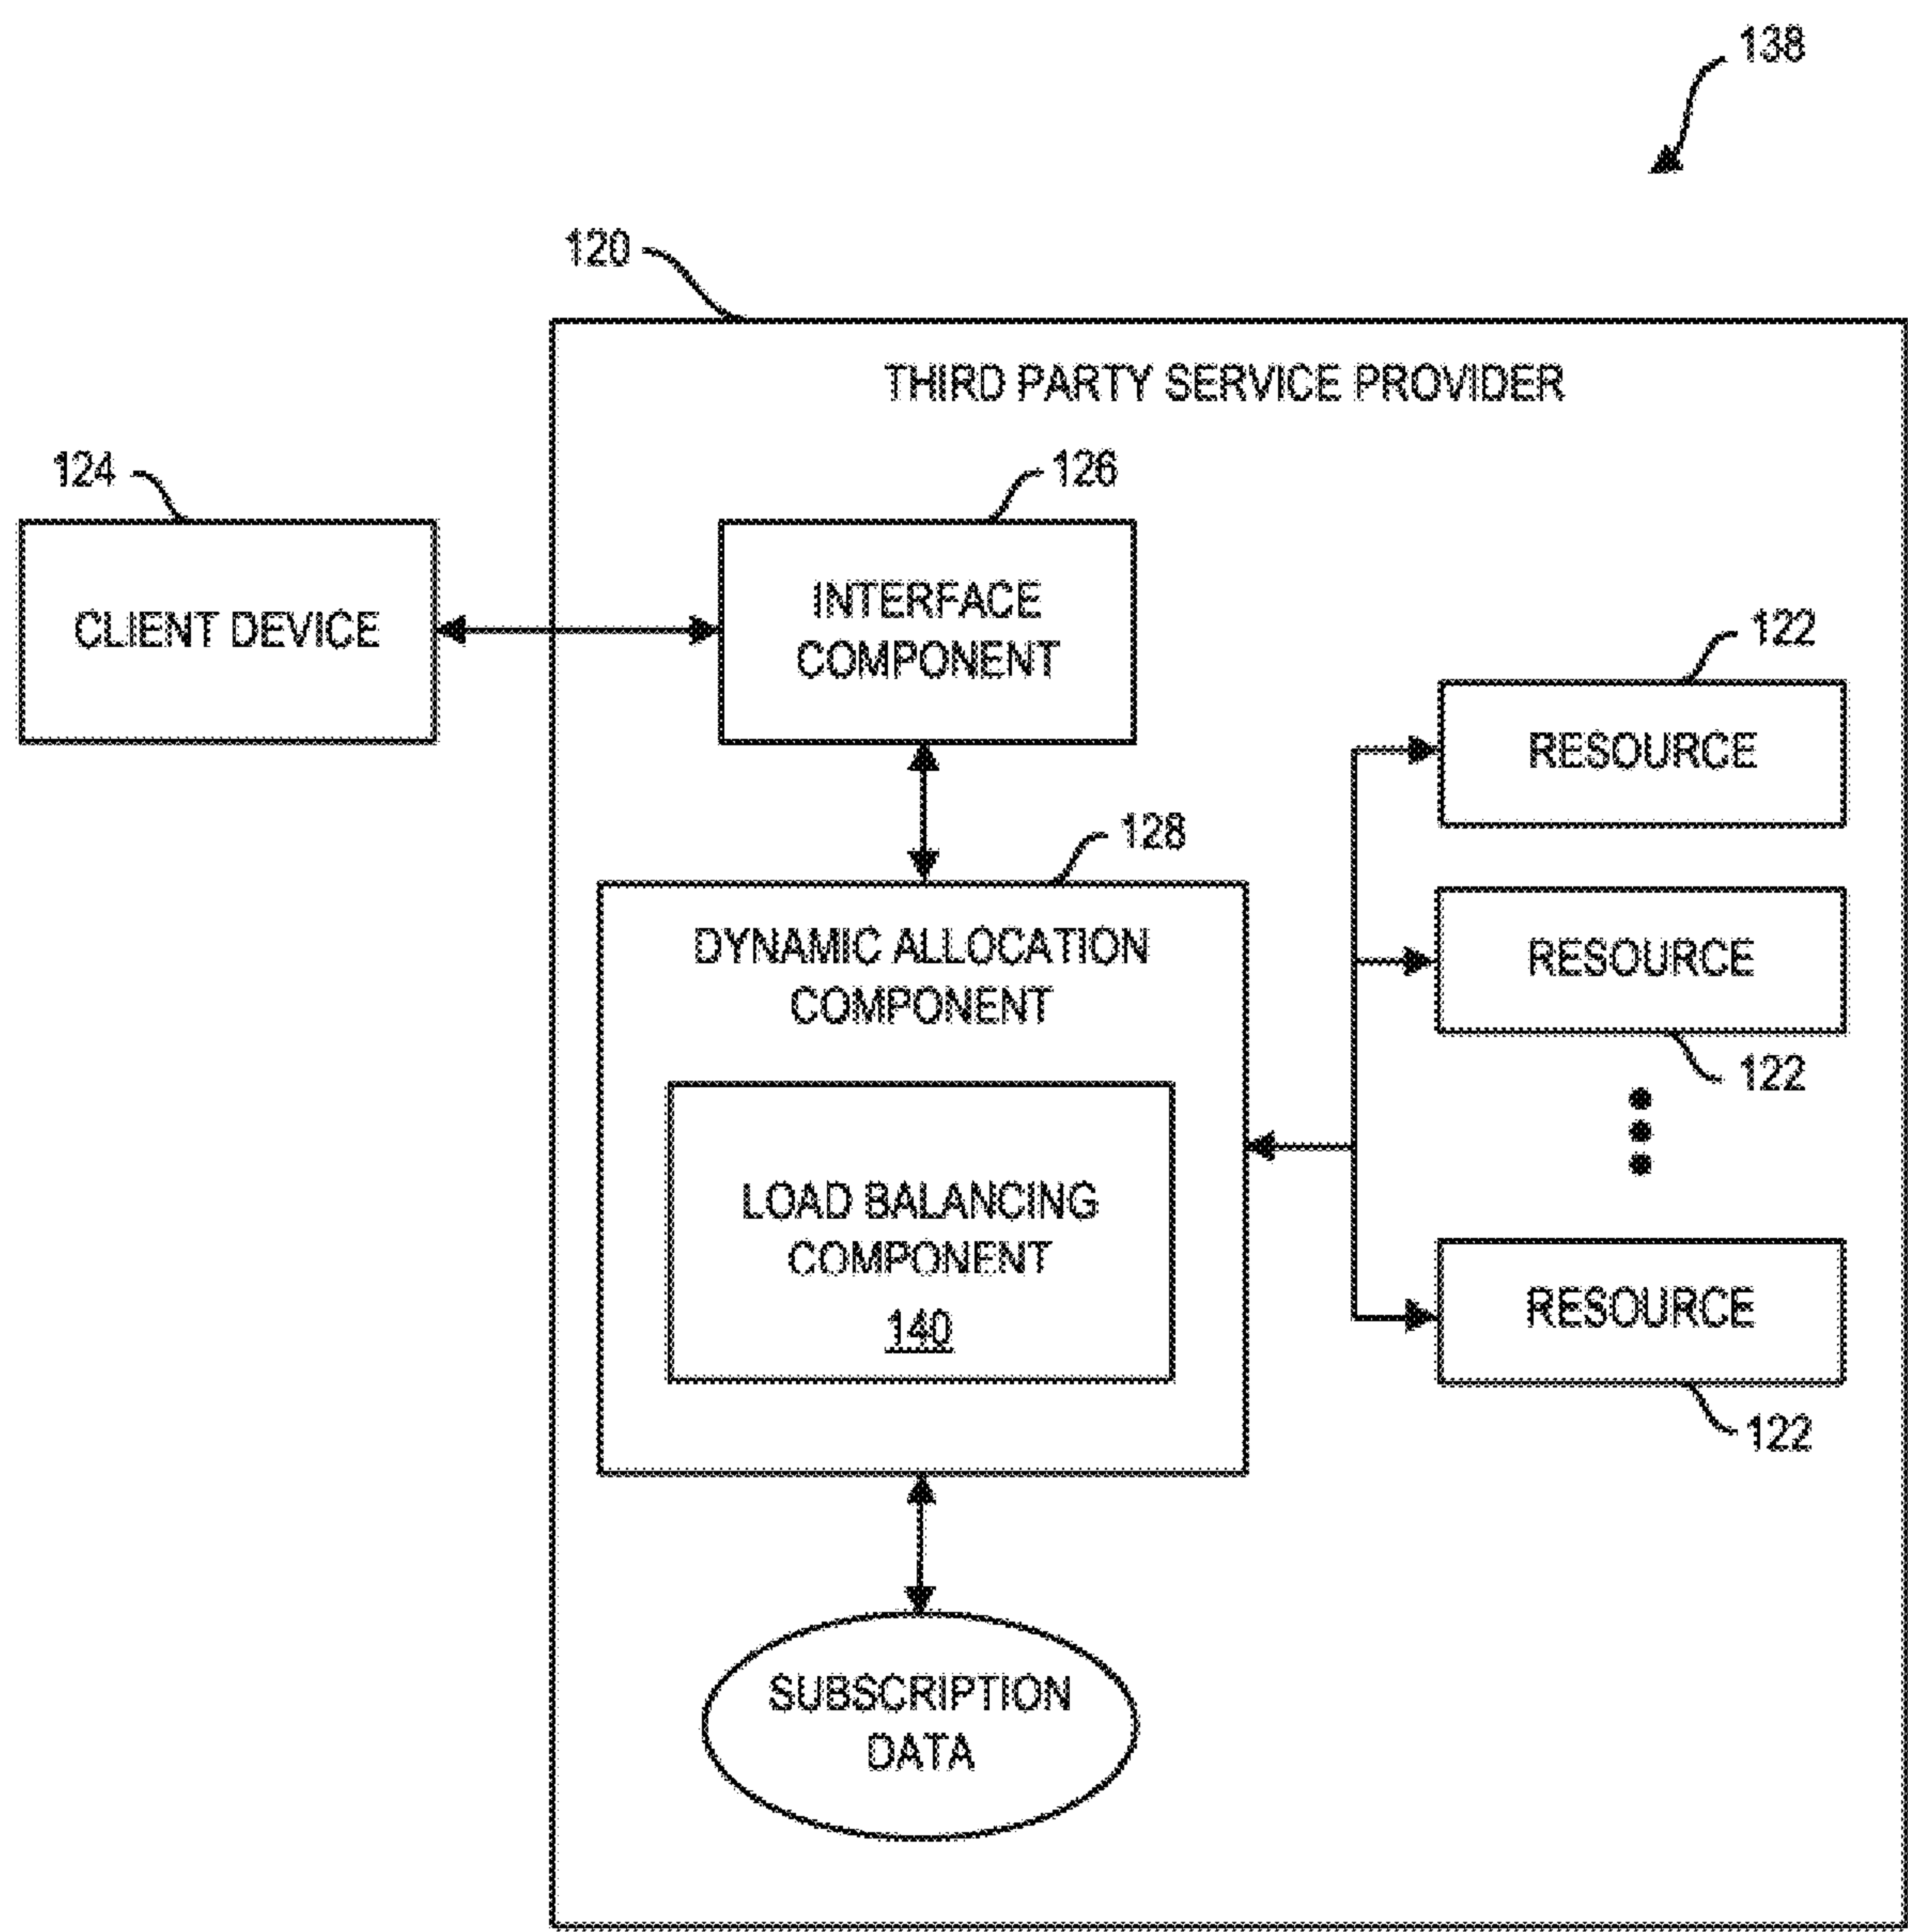 138
120
THIRD PARTY SERVICE PROVIDER
124
126
CLIENT DEVICE
INTERFACE
COMPONENT
122
RESOURCE
128
DYNAMIC ALLOCATION
COMPONENT
RESOURCE
122
LOAD BALANCING
COMPONENT
140
RESOURCE
122
SUBSCRIPTION
DATA